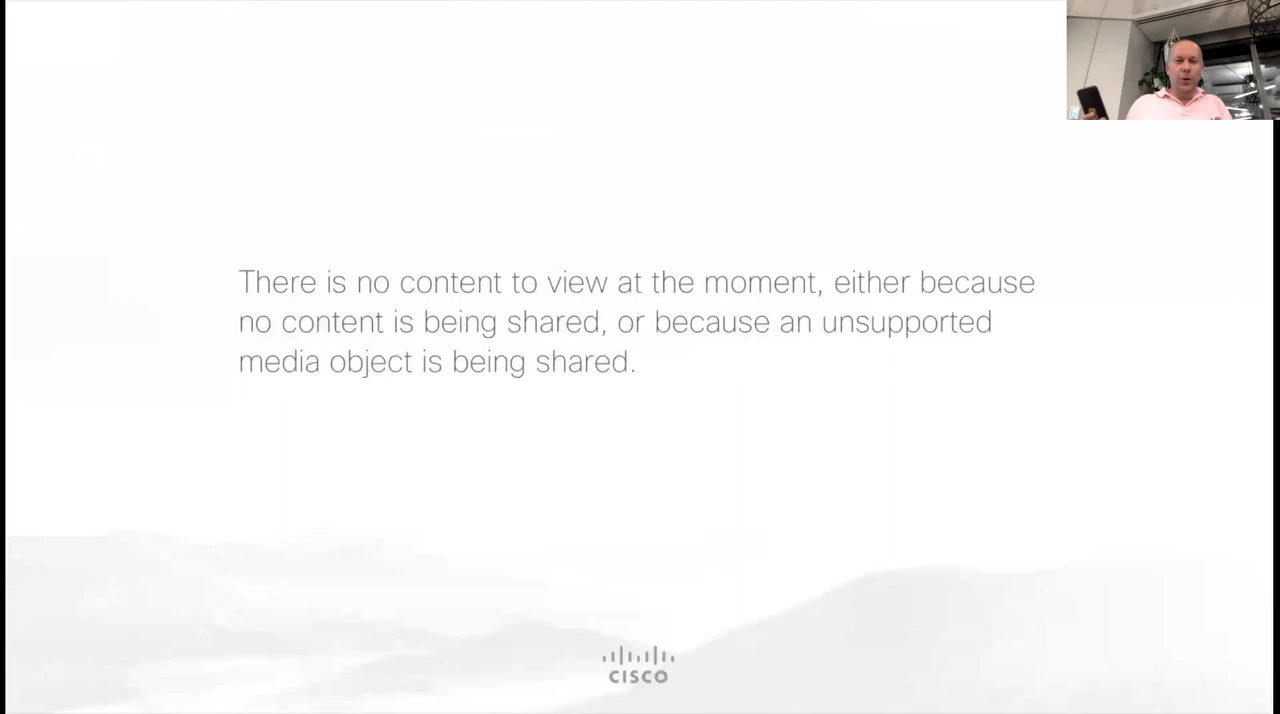 There is no content to view at the moment, either because
no content is being shared, or because an unsupported
media object is being shared.
CISCO